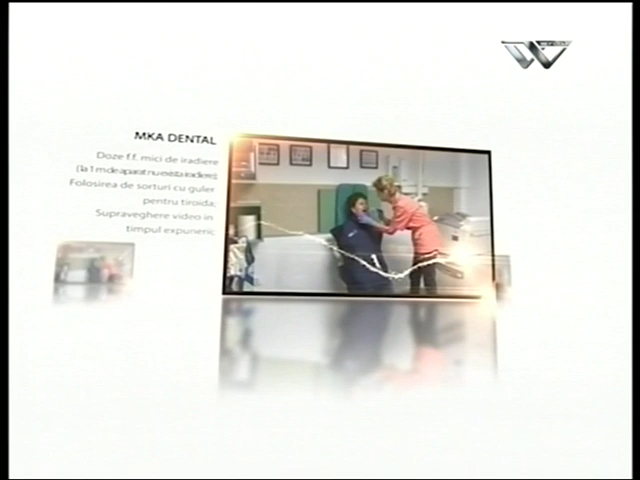 MKA DENTAL
Doze f.f. mici de iradiere
(la 1 m de aparat nu exista iradiere);
Folosirea de sorturi cu guler
pentru tiroida;
Supraveghere video in
timpul expunerii;